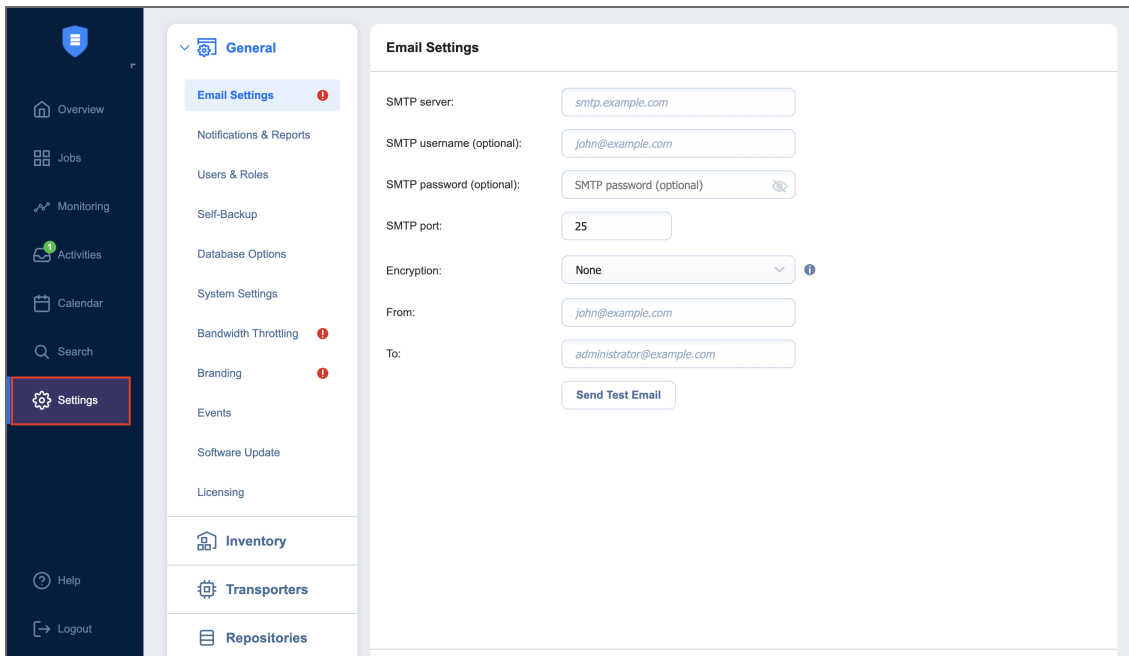 Overview
Jobs
Monitoring
1
Activities
Calendar
Search
Settings
Help
Logout
General
Email Settings
Notifications & Reports
Users & Roles
Self-Backup
Database Options
System Settings
Bandwidth Throttling
Branding
Events
Software Update
Licensing
Inventory
Transporters
Repositories
Email Settings
SMTP server: smtp.example.com
SMTP username (optional): john@example.com
SMTP password (optional): SMTP password (optional)
SMTP port: 25
Encryption: None
From: john@example.com
To: administrator@example.com
Send Test Email